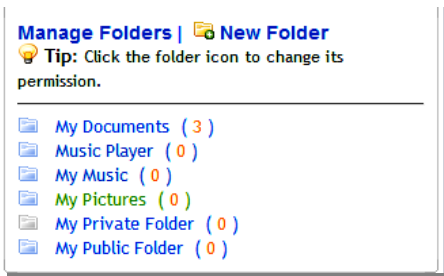 Manage Folders | New Folder
Tip: Click the folder icon to change its
permission.
My Documents ( 3 )
Music Player ( 0 )
My Music ( 0 )
My Pictures ( 0 )
My Private Folder ( 0 )
My Public Folder ( 0 )